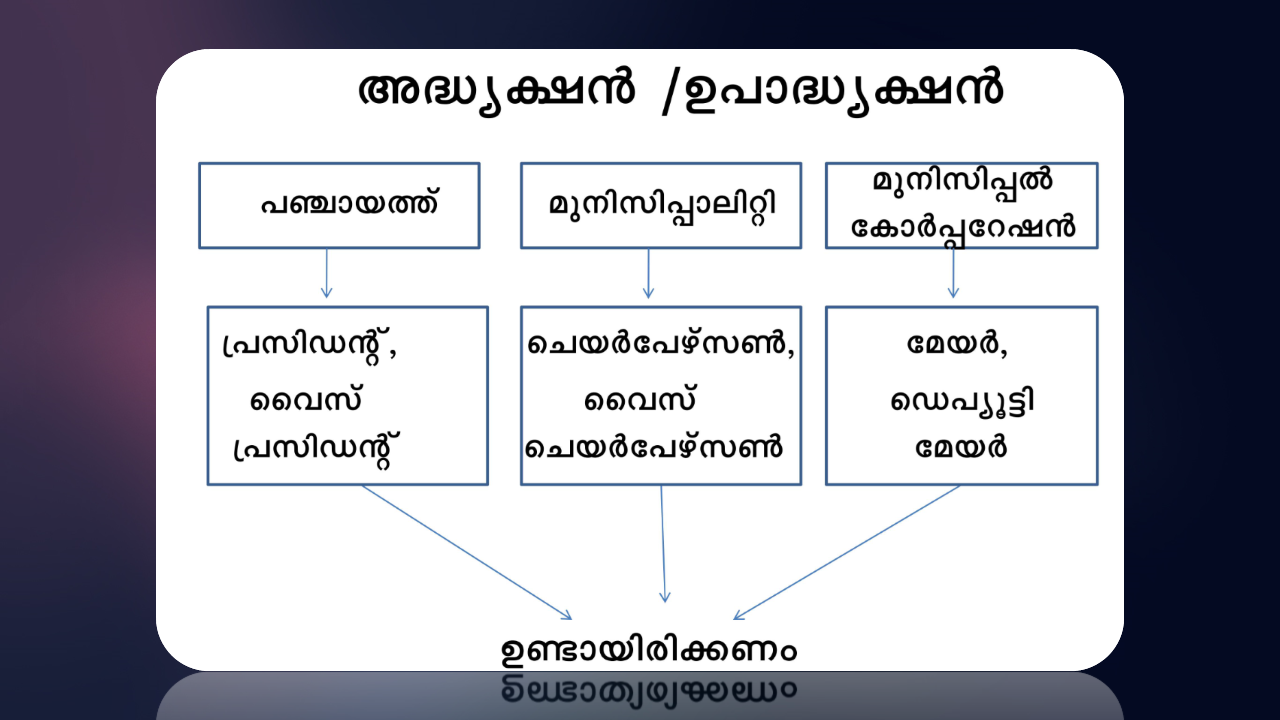 അദ്ധ്യക്ഷൻ /ഉപാദ്ധ്യക്ഷൻ
പഞ്ചായത്ത്
മുനിസിപ്പാലിറ്റി
മുനിസിപ്പൽ
കോർപ്പറേഷൻ
പ്രസിഡന്റ് ,
വൈസ്
പ്രസിഡന്റ്
ചെയർപേഴ്സൺ,
വൈസ്
ചെയർപേഴ്സൺ
മേയർ,
ഡെപ്യൂട്ടി
മേയർ
ഉണ്ടായിരിക്കണം